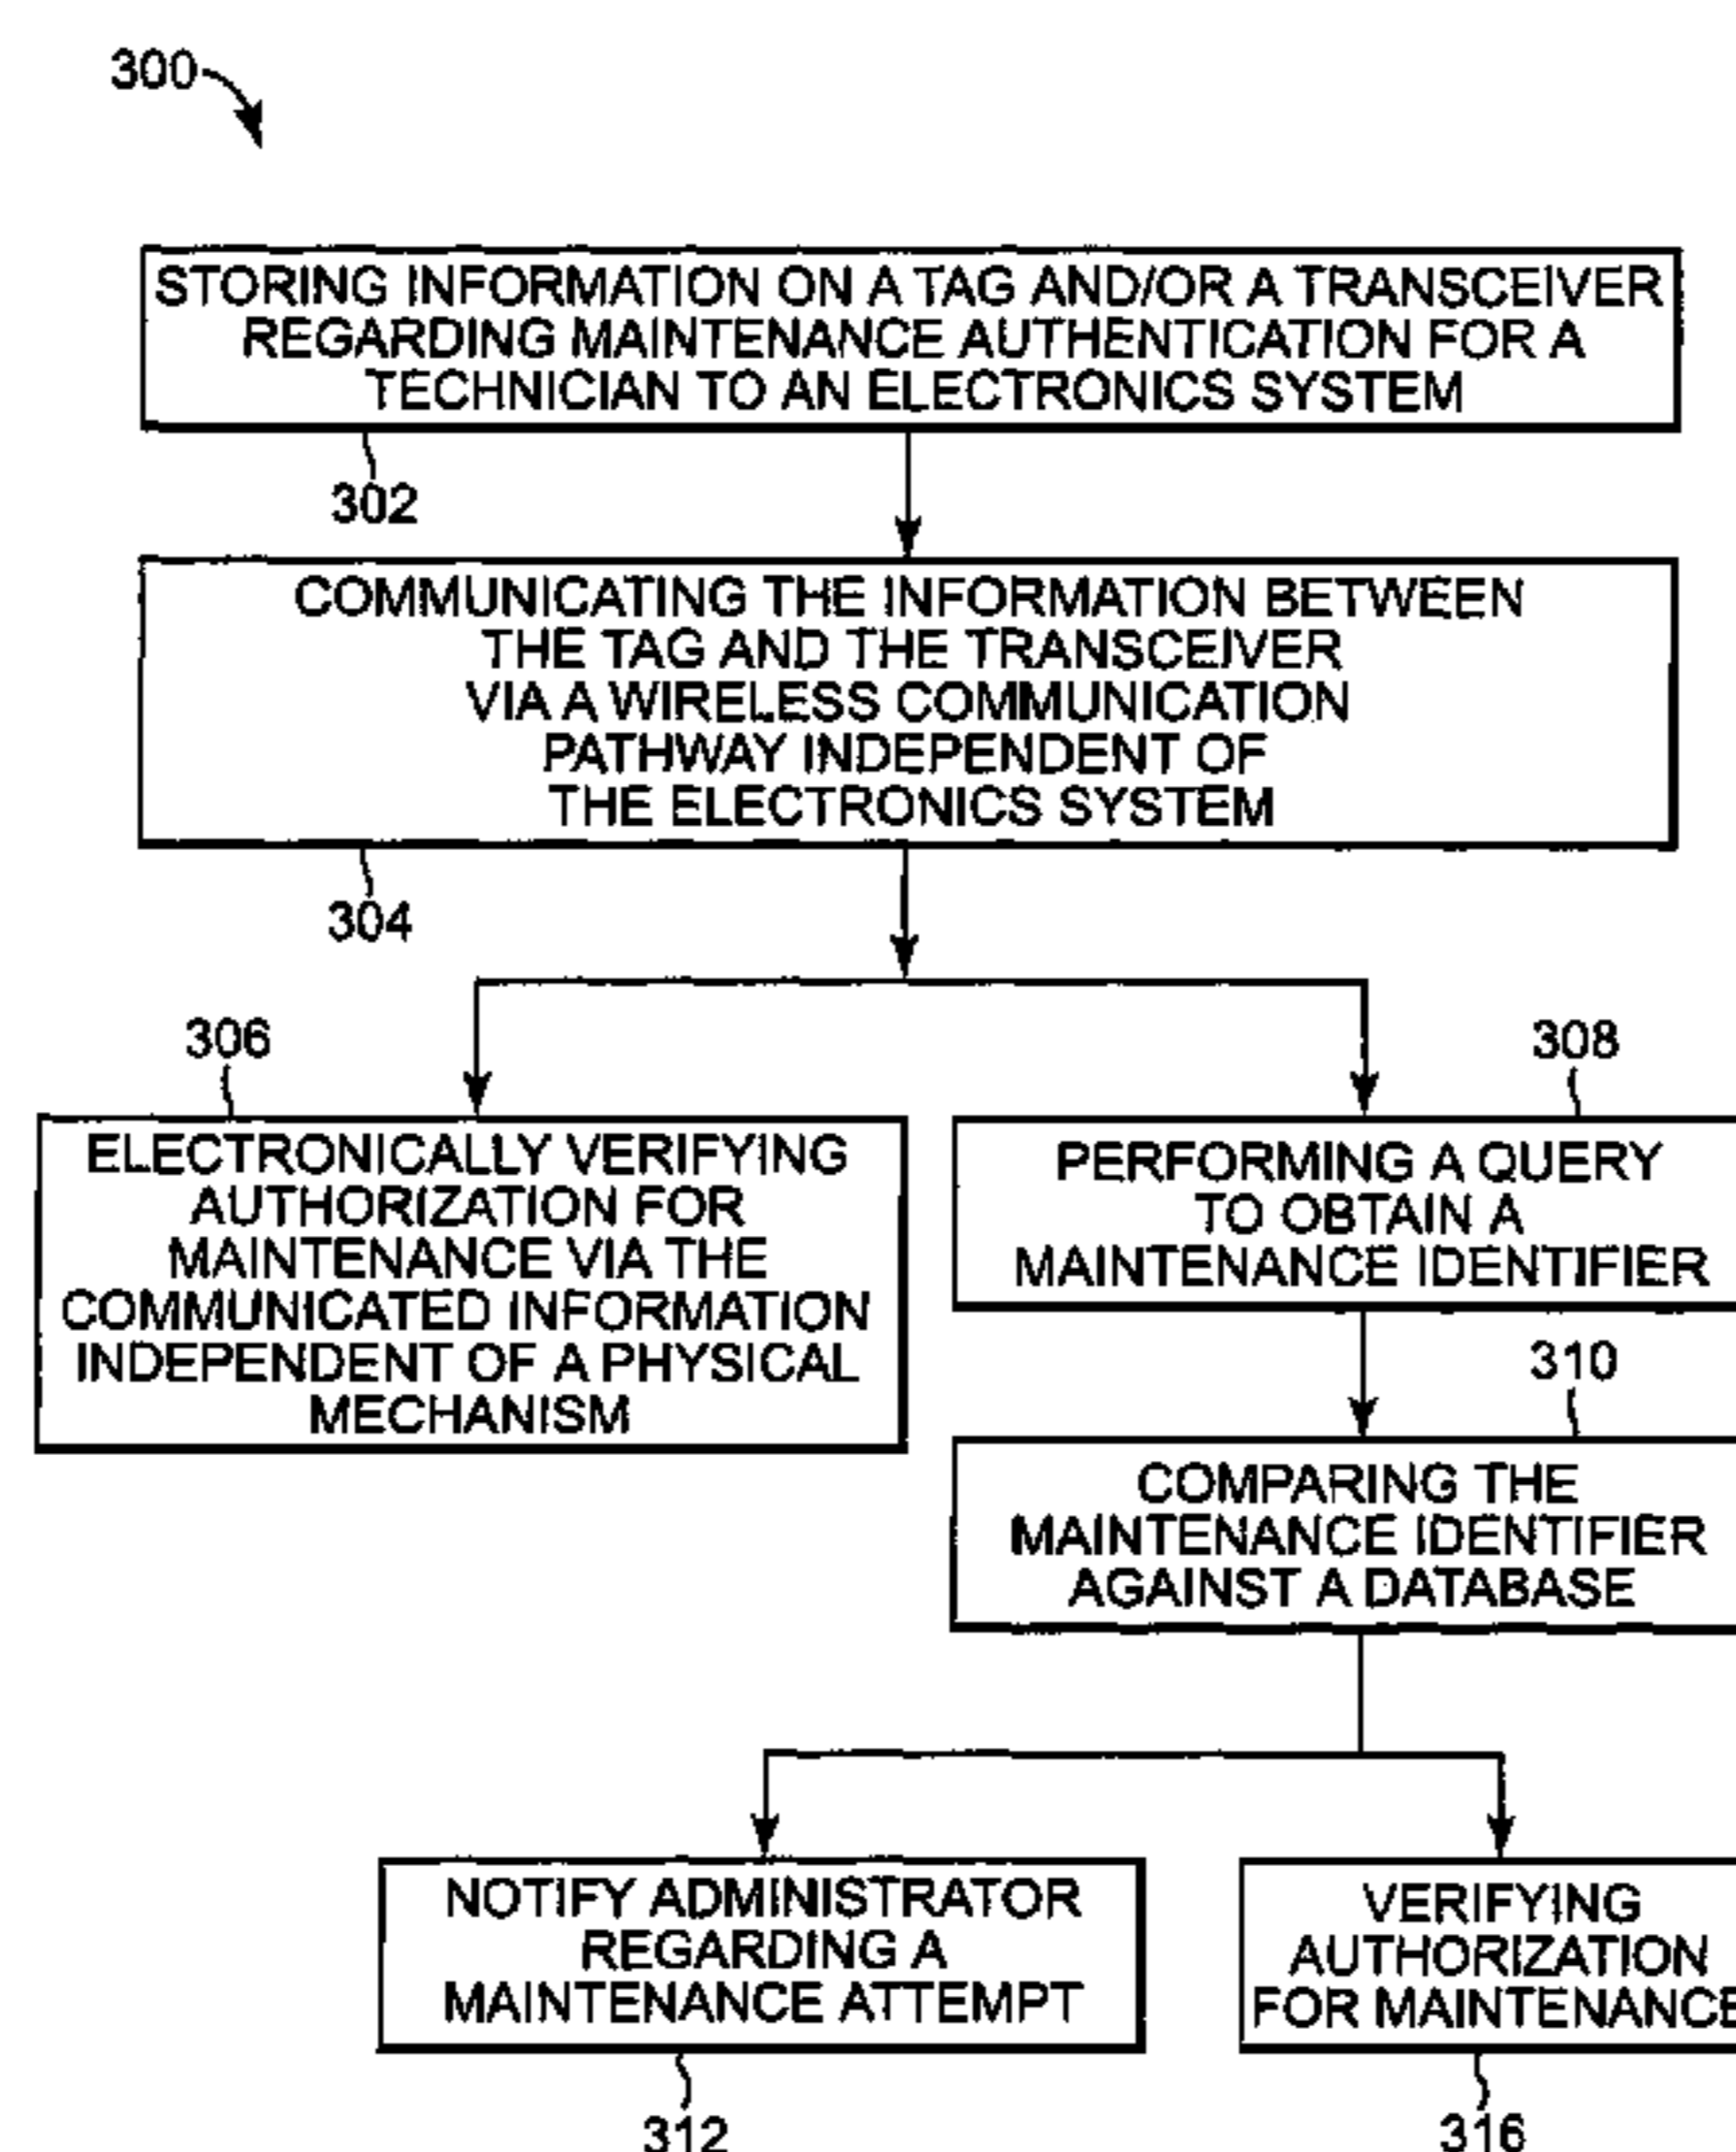 300
STORING INFORMATION ON A TAG AND/OR A TRANSCEIVER
REGARDING MAINTENANCE AUTHENTICATION FOR A
TECHNICIAN TO AN ELECTRONICS SYSTEM
302
COMMUNICATING THE INFORMATION BETWEEN
THE TAG AND THE TRANSCEIVER
VIA A WIRELESS COMMUNICATION
PATHWAY INDEPENDENT OF
THE ELECTRONICS SYSTEM
304
306
ELECTRONICALLY VERIFYING
AUTHORIZATION FOR
MAINTENANCE VIA THE
COMMUNICATED INFORMATION
INDEPENDENT OF A PHYSICAL
MECHANISM
308
PERFORMING A QUERY
TO OBTAIN A
MAINTENANCE IDENTIFIER
310
COMPARING THE
MAINTENANCE IDENTIFIER
AGAINST A DATABASE
NOTIFY ADMINISTRATOR
REGARDING A
MAINTENANCE ATTEMPT
312
VERIFYING
AUTHORIZATION
FOR MAINTENANCE
316